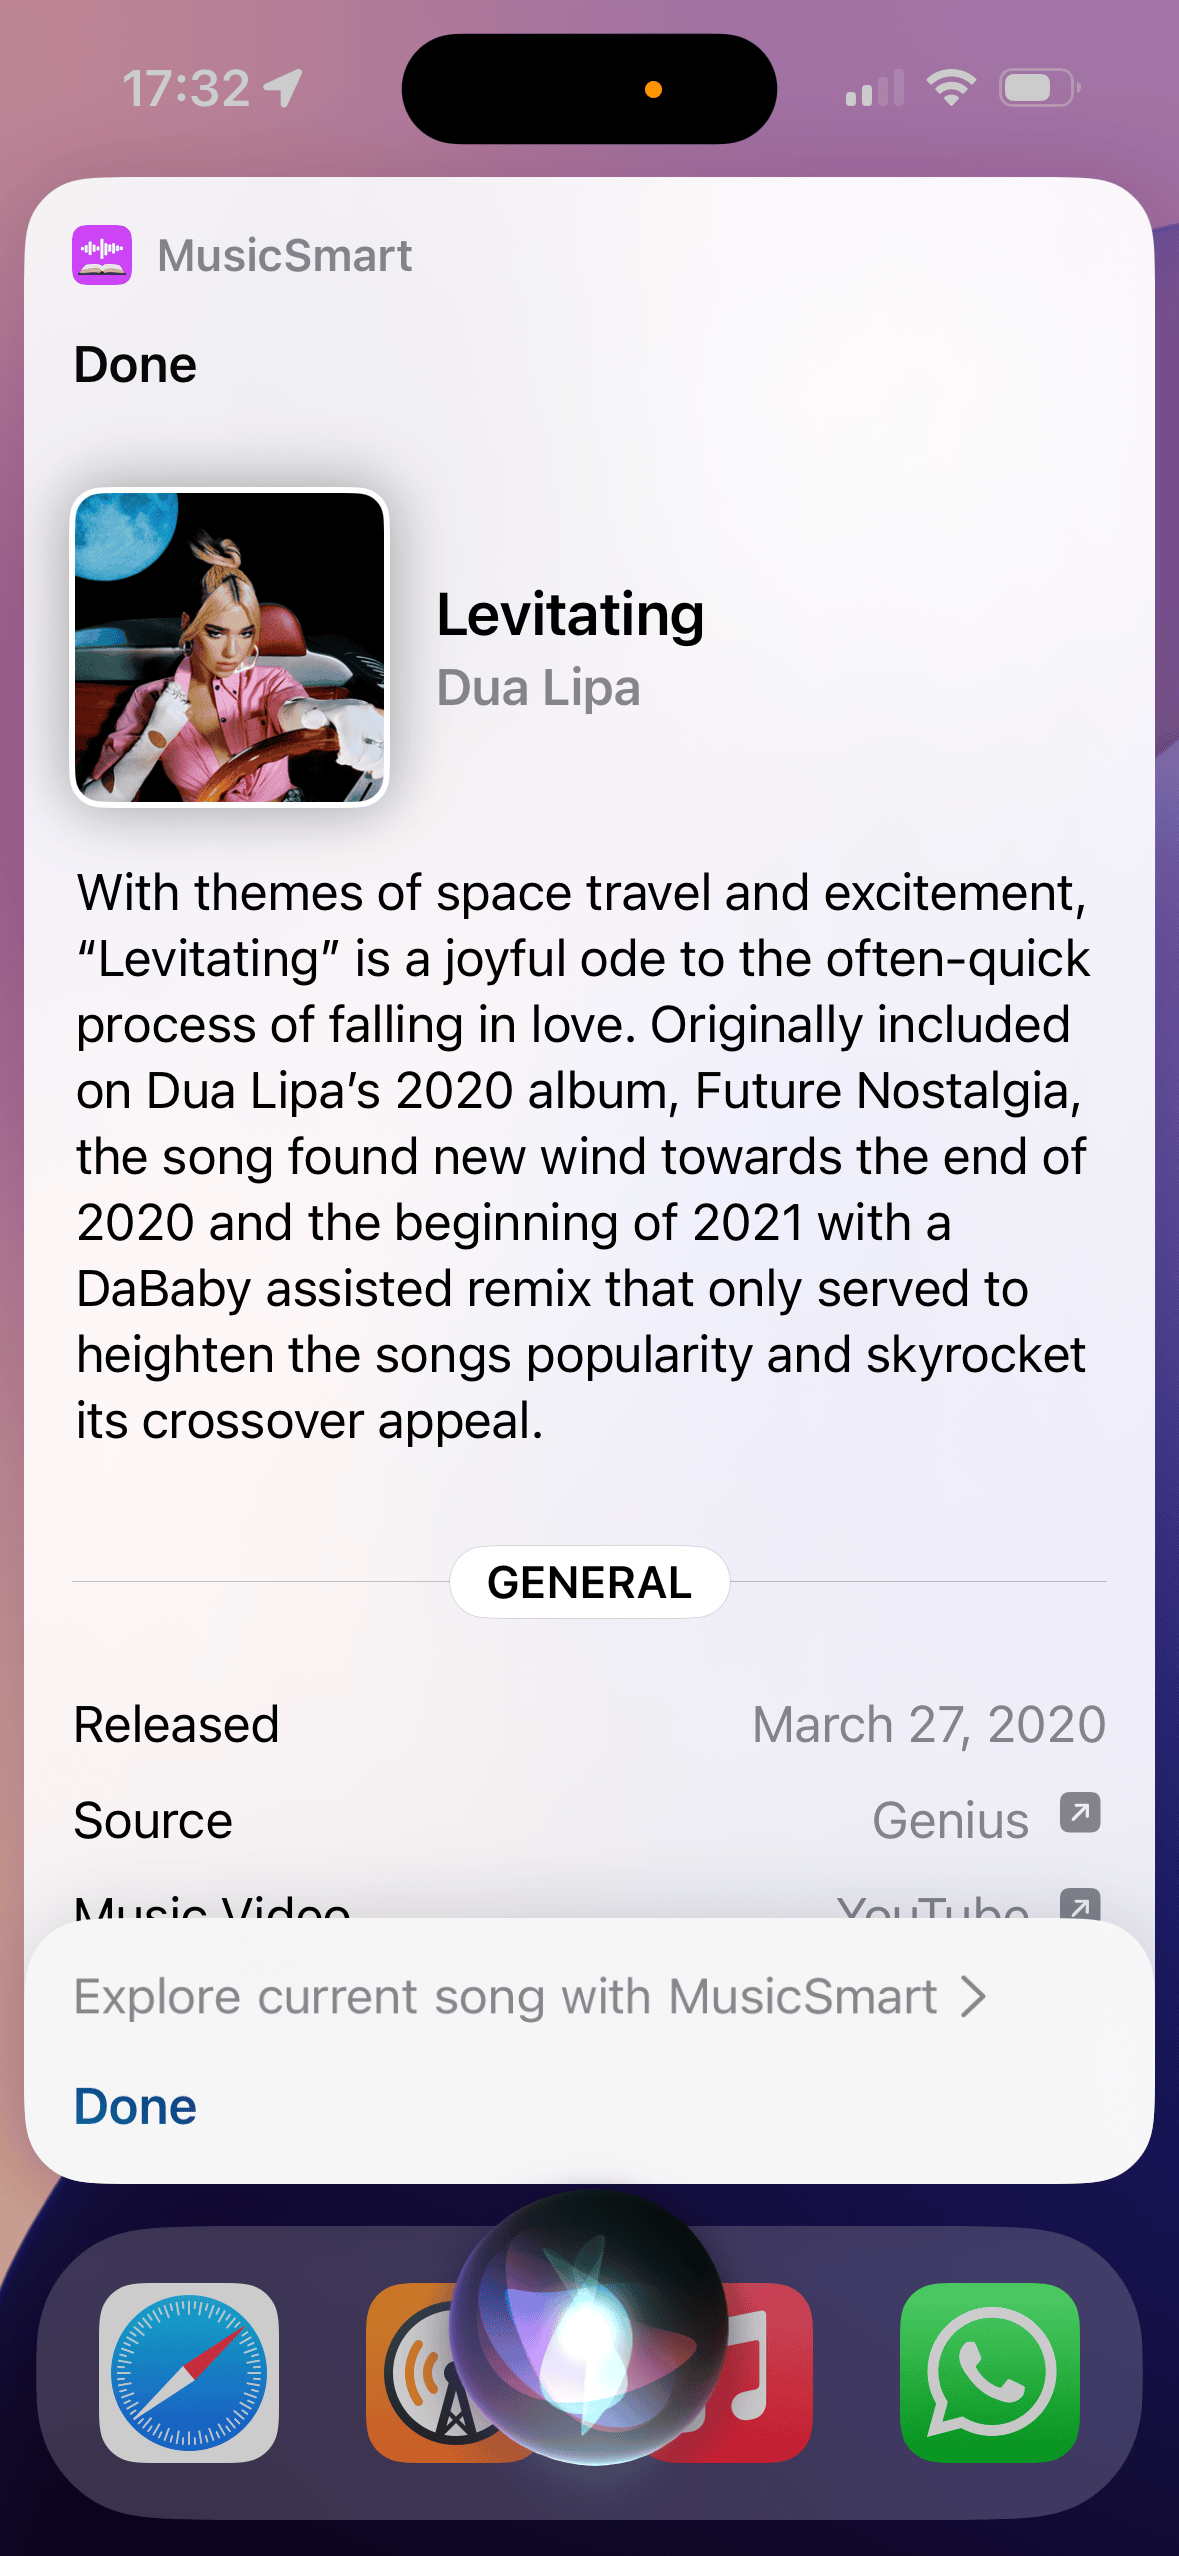 17:32
MusicSmart
Done
Levitating
Dua Lipa
With themes of space travel and excitement,
“Levitating” is a joyful ode to the often-quick
process of falling in love. Originally included
on Dua Lipa’s 2020 album, Future Nostalgia,
the song found new wind towards the end of
2020 and the beginning of 2021 with a
DaBaby assisted remix that only served to
heighten the songs popularity and skyrocket
its crossover appeal.
GENERAL
Released March 27, 2020
Source Genius
Music Video YouTube
Explore current song with MusicSmart
Done